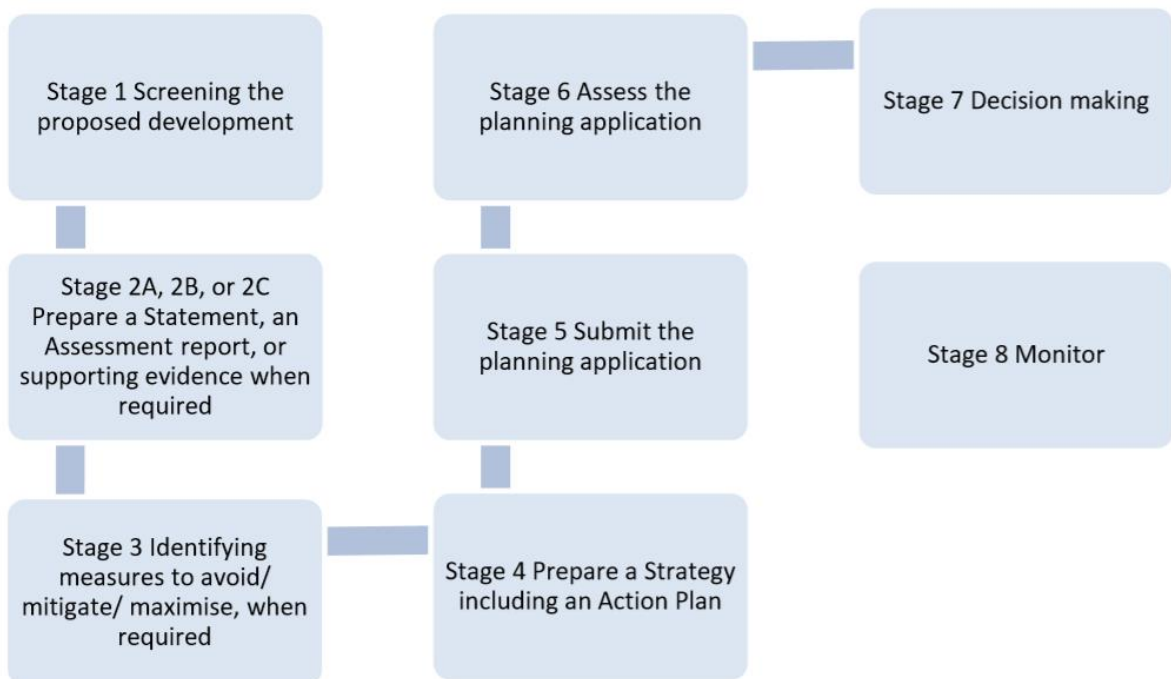 Stage 1 Screening the
proposed development
Stage 2A, 2B, or 2C
Prepare a Statement, an
Assessment report, or
supporting evidence when
required
Stage 3 Identifying
measures to avoid/
mitigate/ maximise, when
required
Stage 4 Prepare a Strategy
including an Action Plan
Stage 5 Submit the
planning application
Stage 6 Assess the
planning application
Stage 7 Decision making
Stage 8 Monitor